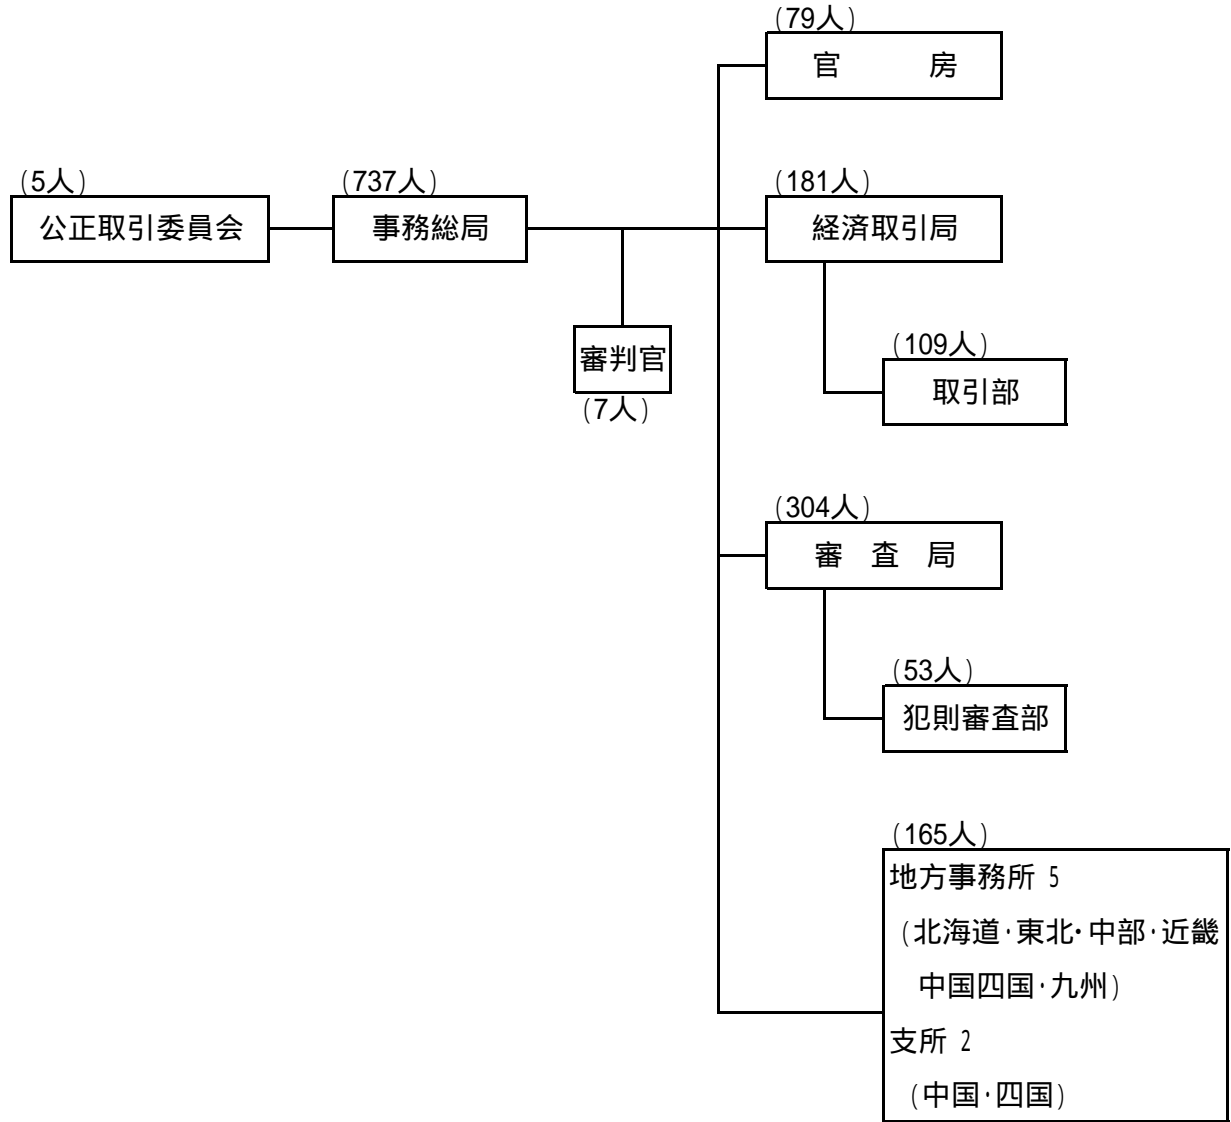 (79人)
官　　房
(5人)
公正取引委員会
(737人)
事務総局
(181人)
経済取引局
審判官
(7人)
(109人)
取引部
(304人)
審　査　局
(53人)
犯則審査部
(165人)
地方事務所 5
(北海道・東北・中部・近畿
中国四国・九州)
支所 2
(中国・四国)